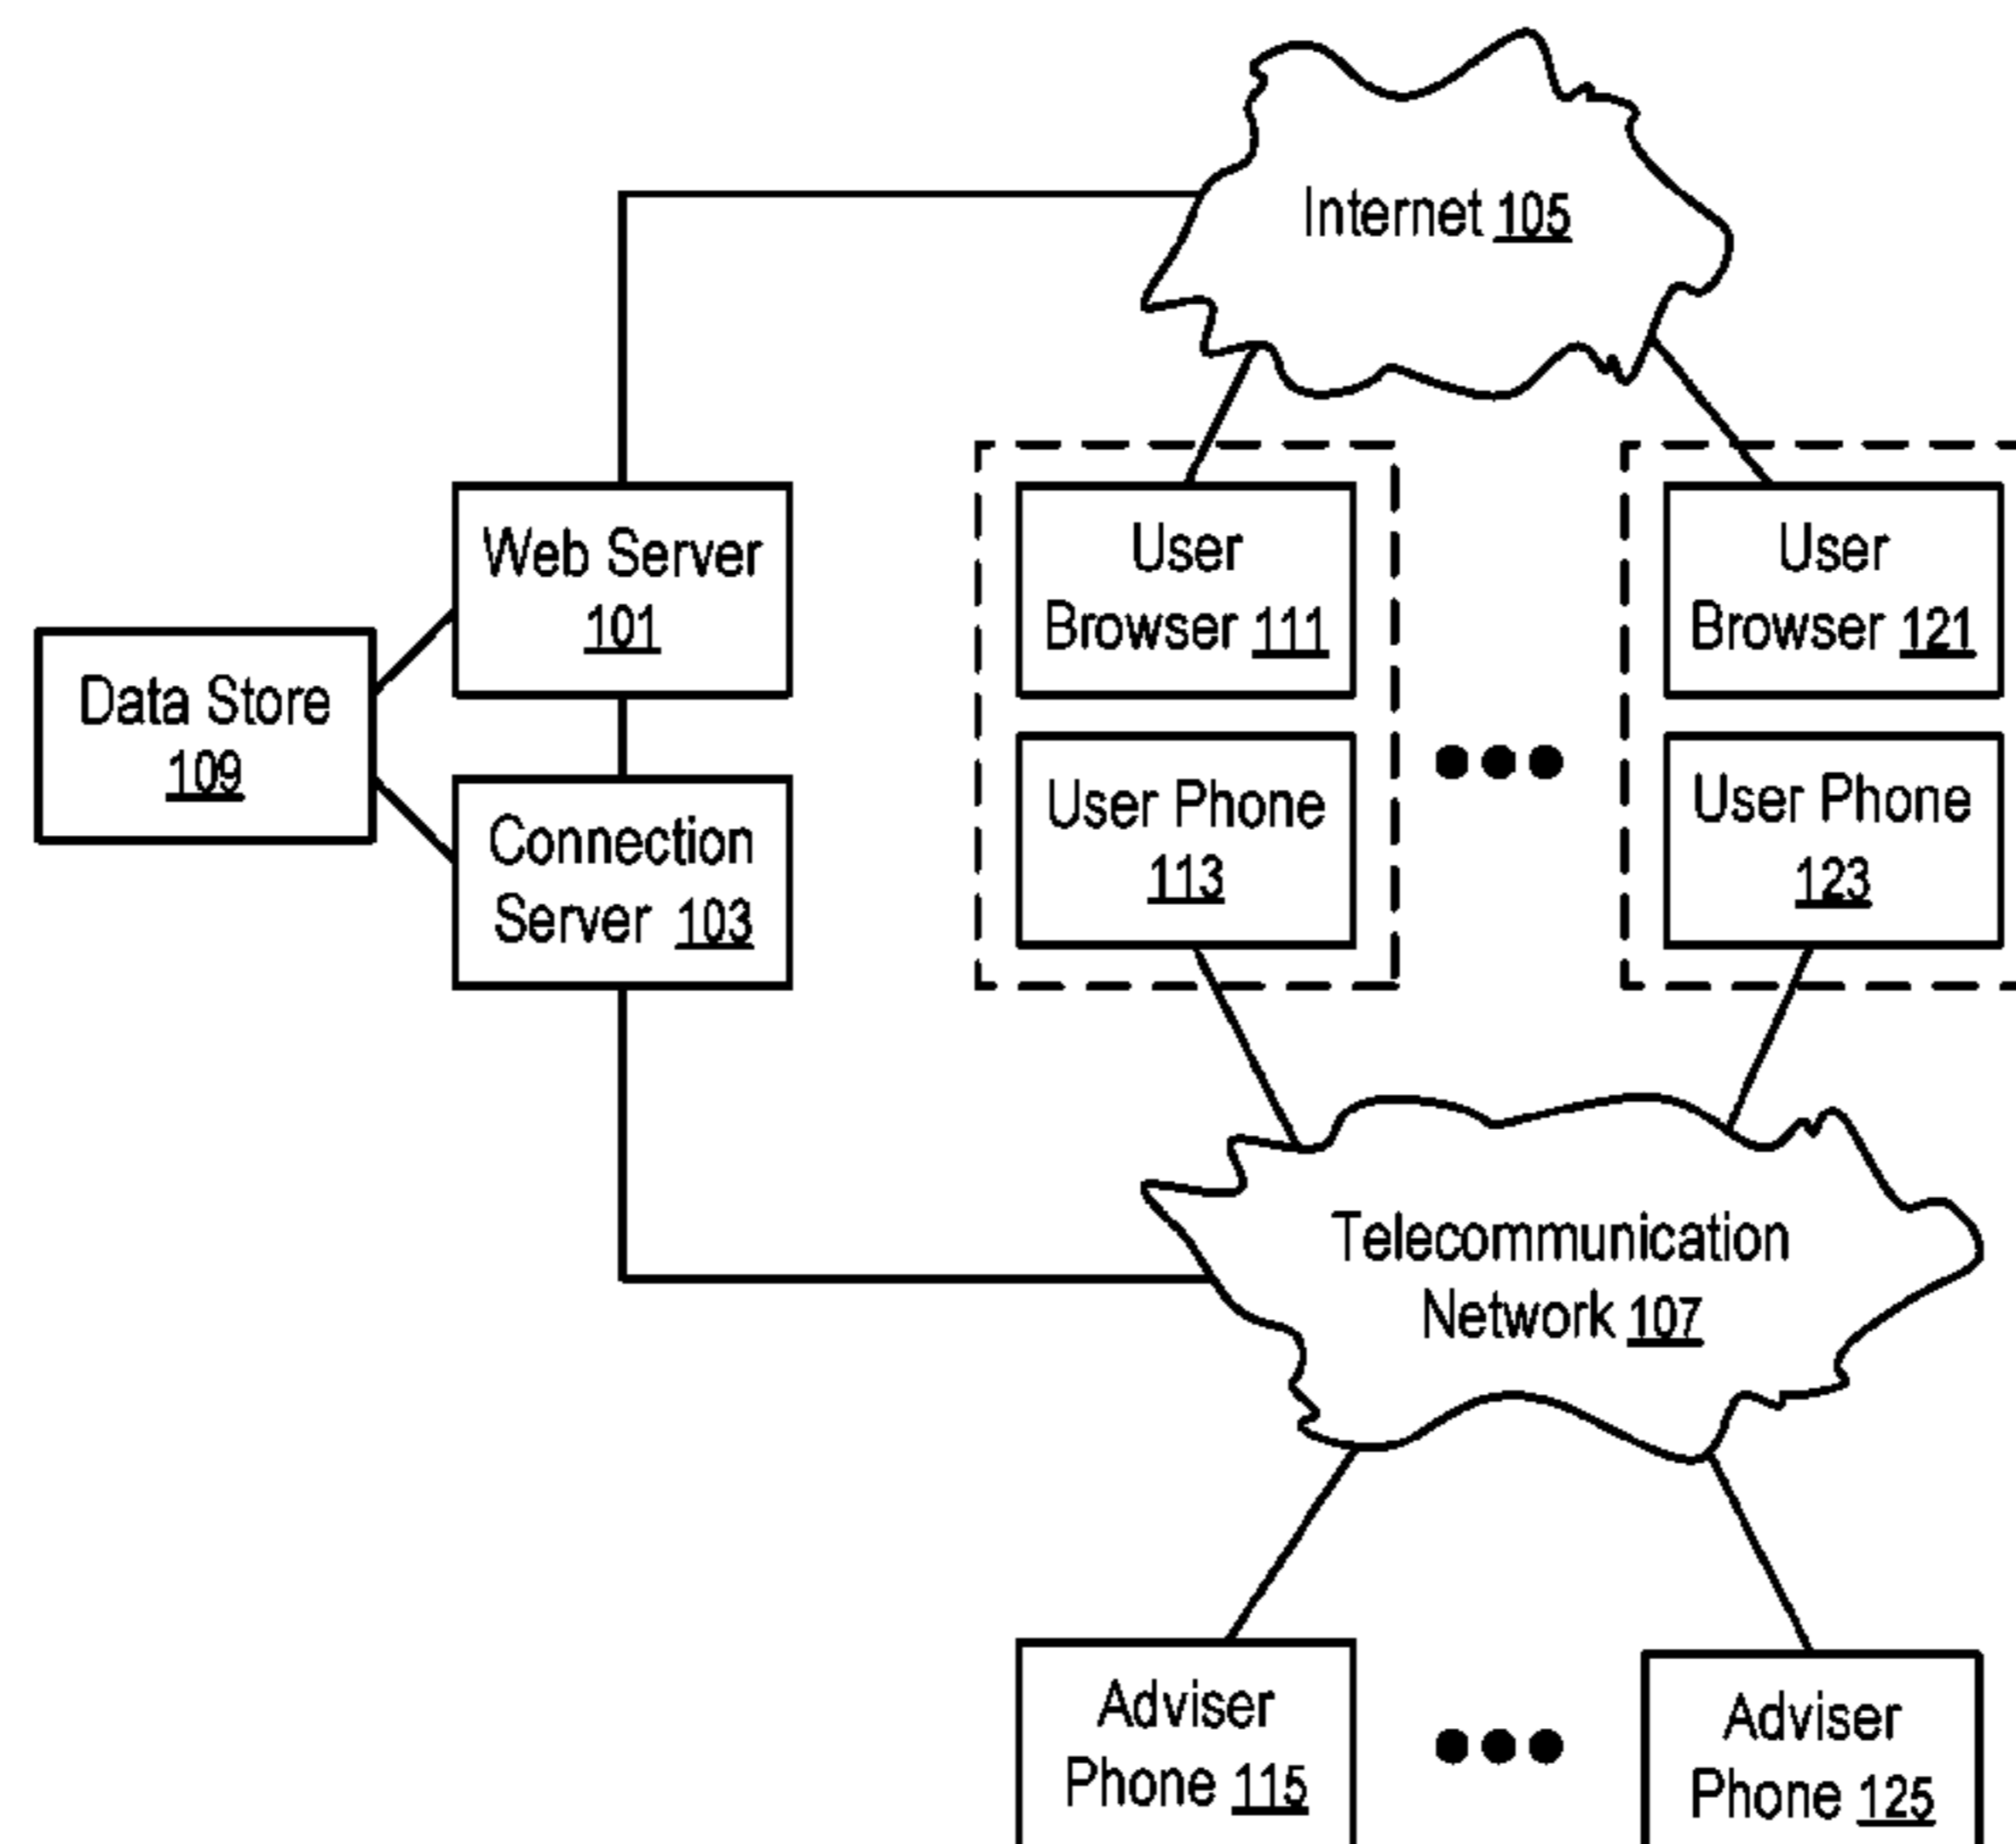 Internet 105
Web Server
101
User
Browser 111
User
Browser 121
Data Store
109
Connection
Server 103
User Phone
113
User Phone
123
Telecommunication
Network 107
Adviser
Phone 115
Adviser
Phone 125